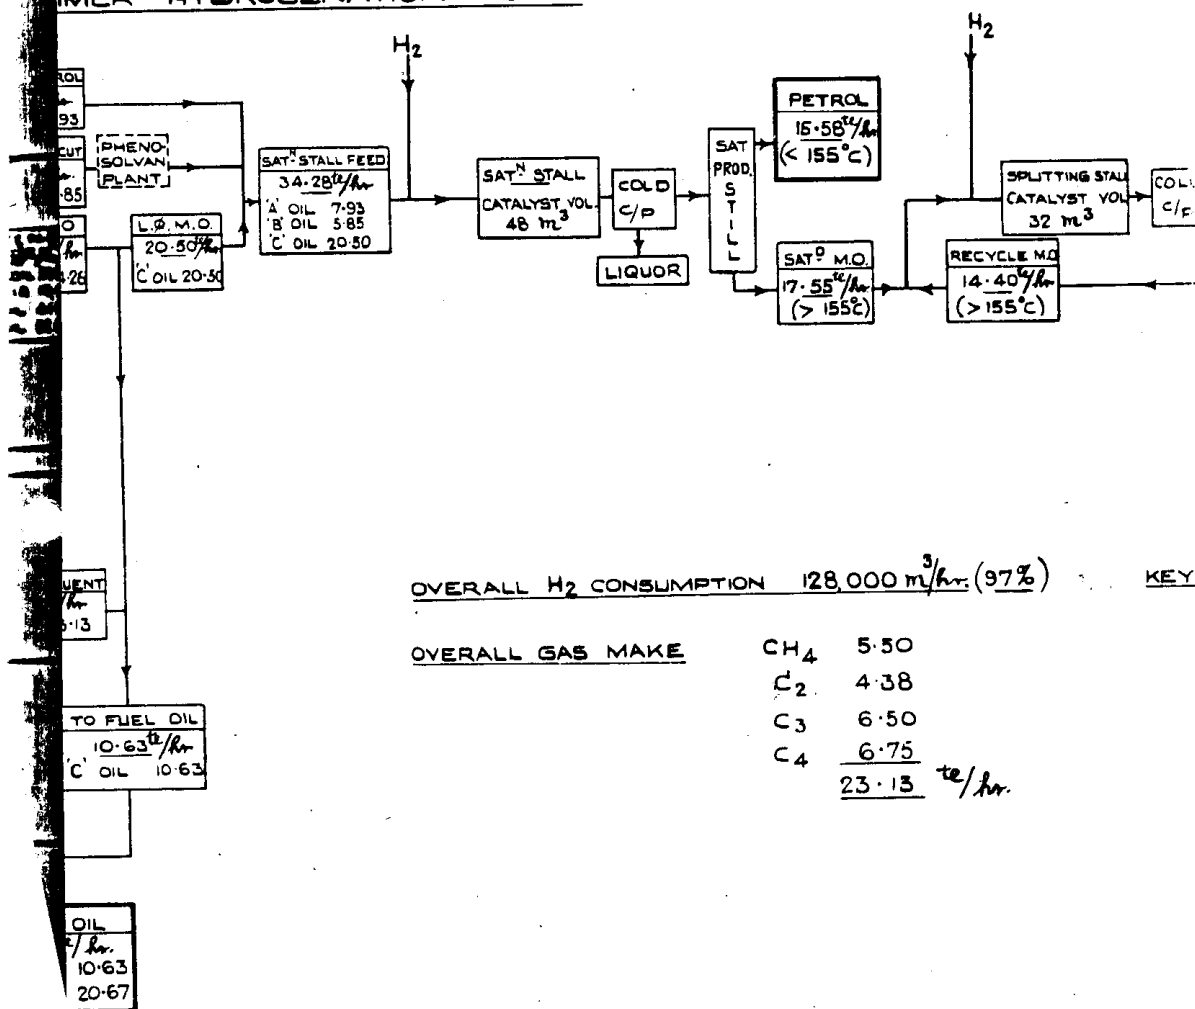 H2
H2
93
CUT
.85
PHENO-
SOLVAN
PLANT
L.Ø. M.O.
20.50 te/hr
'C' OIL 20.50
SATN STALL FEED
34.28 te/hr
'A' OIL 7.93
'B' OIL 5.85
'C' OIL 20.50
SATN STALL
CATALYST VOL.
48 m3
COLD
C/P
LIQUOR
SAT
PROD.
STILL
PETROL
15.58 te/hr
(< 155°C)
SATD M.O.
17.55 te/hr
(> 155°C)
SPLITTING STALL
CATALYST VOL
32 m3
RECYCLE M.O
14.40 te/hr
(> 155°C)
OVERALL H2 CONSUMPTION 128,000 m3/hr. (97%)
KEY
OVERALL GAS MAKE
CH4 5.50
C2 4.38
C3 6.50
C4 6.75
23.13 te/hr.
TO FUEL OIL
10.63 te/hr
'C' OIL 10.63
OIL
te/hr.
10.63
20.67